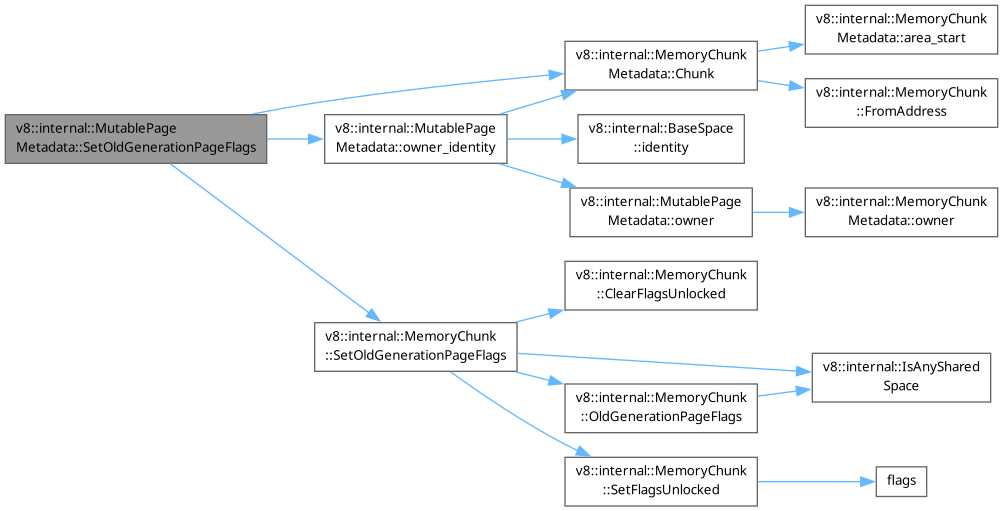 v8::internal::MemoryChunk
Metadata::area_start
v8::internal::MemoryChunk
Metadata::Chunk
v8::internal::MemoryChunk
::FromAddress
v8::internal::MutablePage
Metadata::SetOldGenerationPageFlags
v8::internal::MutablePage
Metadata::owner_identity
v8::internal::BaseSpace
::identity
v8::internal::MutablePage
Metadata::owner
v8::internal::MemoryChunk
Metadata::owner
v8::internal::MemoryChunk
::ClearFlagsUnlocked
v8::internal::MemoryChunk
::SetOldGenerationPageFlags
v8::internal::IsAnyShared
Space
v8::internal::MemoryChunk
::OldGenerationPageFlags
v8::internal::MemoryChunk
::SetFlagsUnlocked
flags